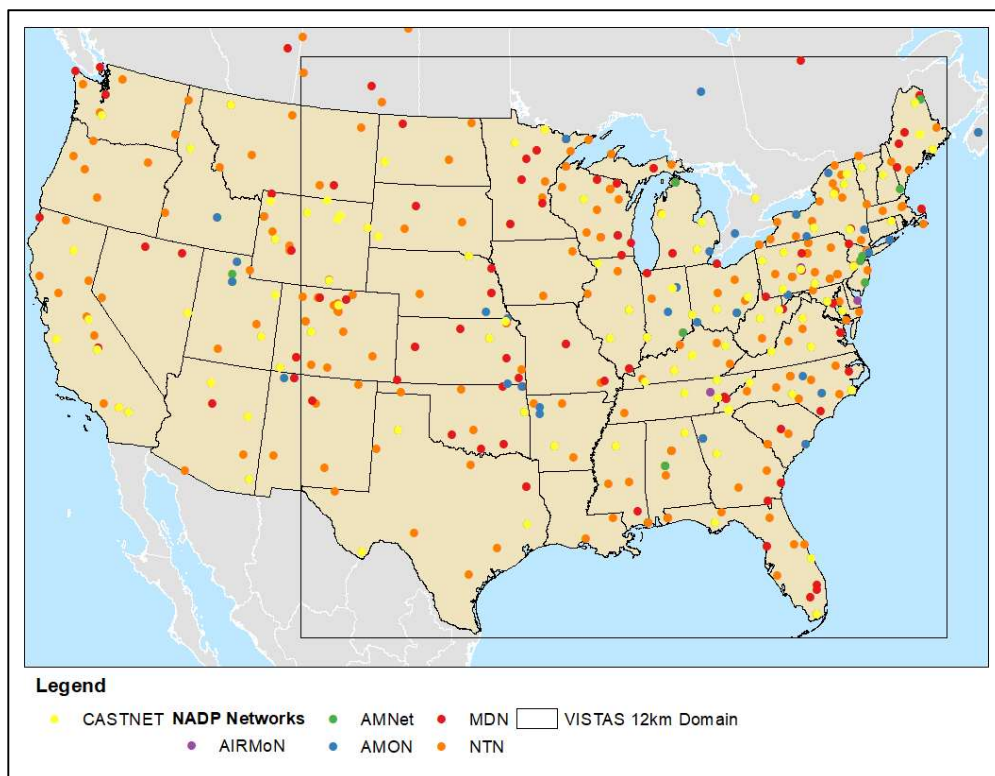 Legend
CASTNET NADP Networks AMNet MDN VISTAS 12km Domain
AIRMoN AMON NTN